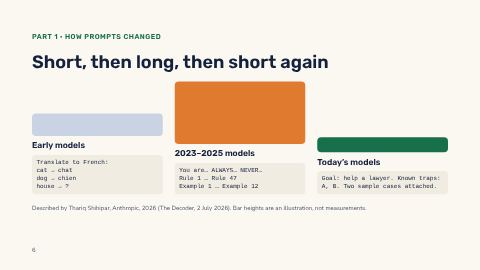 PART 1 • HOW PROMPTS CHANGED
Short, then long, then short again
Early models
Translate to French:
cat → chat
dog → chien
house → ?
2023–2025 models
You are… ALWAYS… NEVER…
Rule 1 … Rule 47
Example 1 … Example 12
Today's models
Goal: help a lawyer. Known traps:
A, B. Two sample cases attached.
Described by Thariq Shihipar, Anthropic, 2026 (The Decoder, 2 July 2026). Bar heights are an illustration, not measurements.
6